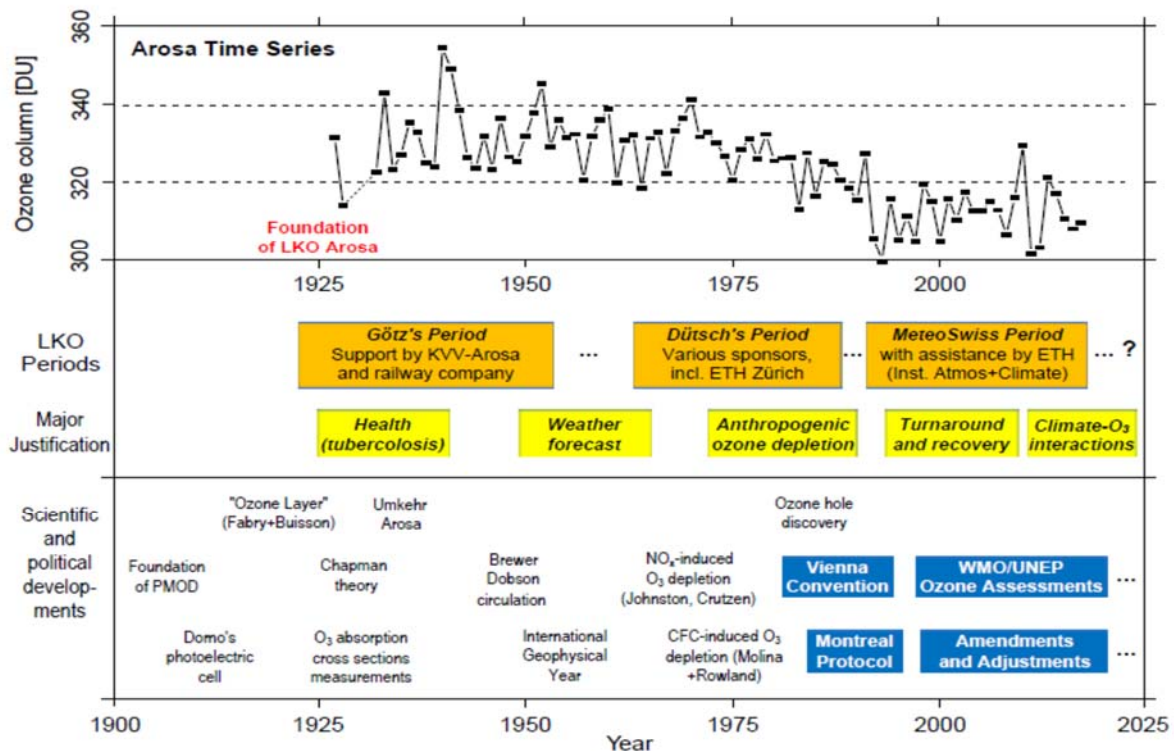 Arosa Time Series
Ozone column [DU]
360
340
320
300
Foundation
of LKO Arosa
1925
1950
1975
2000
LKO
Periods
Götz's Period
Support by KVV-Arosa
and railway company
...
Dütsch's Period
Various sponsors,
incl. ETH Zürich
...
MeteoSwiss Period
with assistance by ETH
(Inst. Atmos+Climate)
... ?
Major
Justification
Health
(tubercolosis)
Weather
forecast
Anthropogenic
ozone depletion
Turnaround
and recovery
Climate-O₃
interactions
Scientific
and
political
develop-
ments
"Ozone Layer"
(Fabry+Buisson)
Umkehr
Arosa
Ozone hole
discovery
Foundation
of PMOD
Chapman
theory
Brewer
Dobson
circulation
NOₓ-induced
O₃ depletion
(Johnston, Crutzen)
Vienna
Convention
WMO/UNEP
Ozone Assessments
...
Dorno's
photoelectric
cell
O₃ absorption
cross sections
measurements
International
Geophysical
Year
CFC-induced O₃
depletion (Molina
+Rowland)
Montreal
Protocol
Amendments
and Adjustments
...
1900
1925
1950
1975
2000
2025
Year